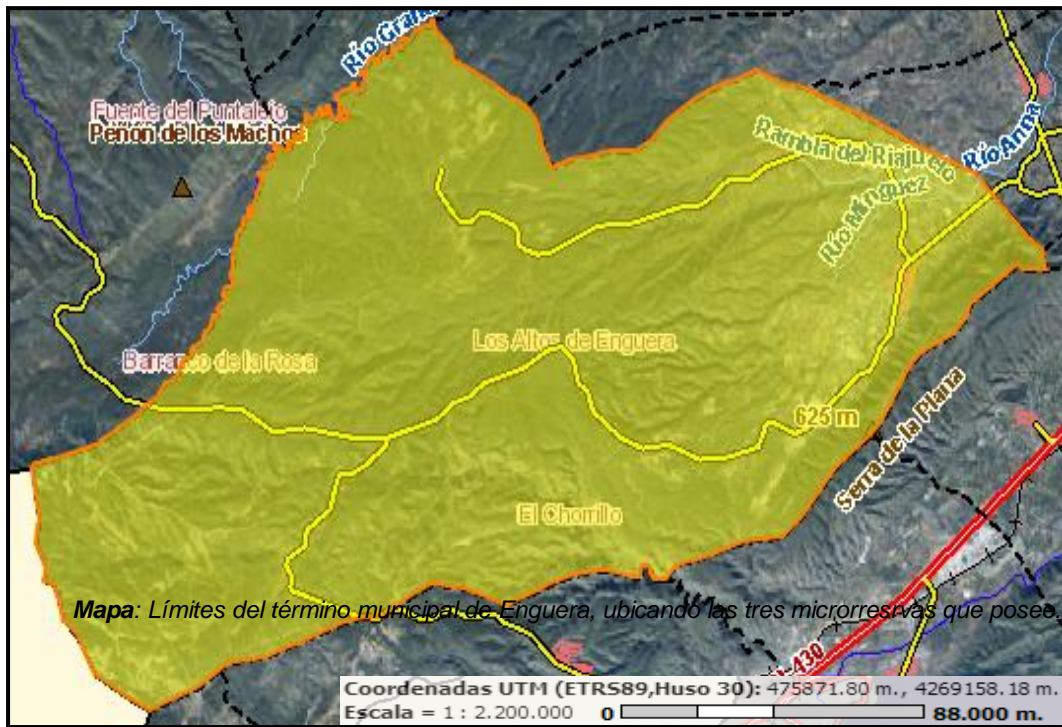 Río Grande
Fuente del Puntalejo
Peñón de los Machos
Rambla del Riajuelo
Río Anna
Río Mínguez
Los Altos de Enguera
Barranco de la Rosa
625 m
Serra de la Plana
El Chorrillo
Mapa: Límites del término municipal de Enguera, ubicando las tres microrresrvas que posee.
-430
Coordenadas UTM (ETRS89,Huso 30): 475871.80 m., 4269158.18 m.
Escala = 1 : 2.200.000 0 88.000 m.